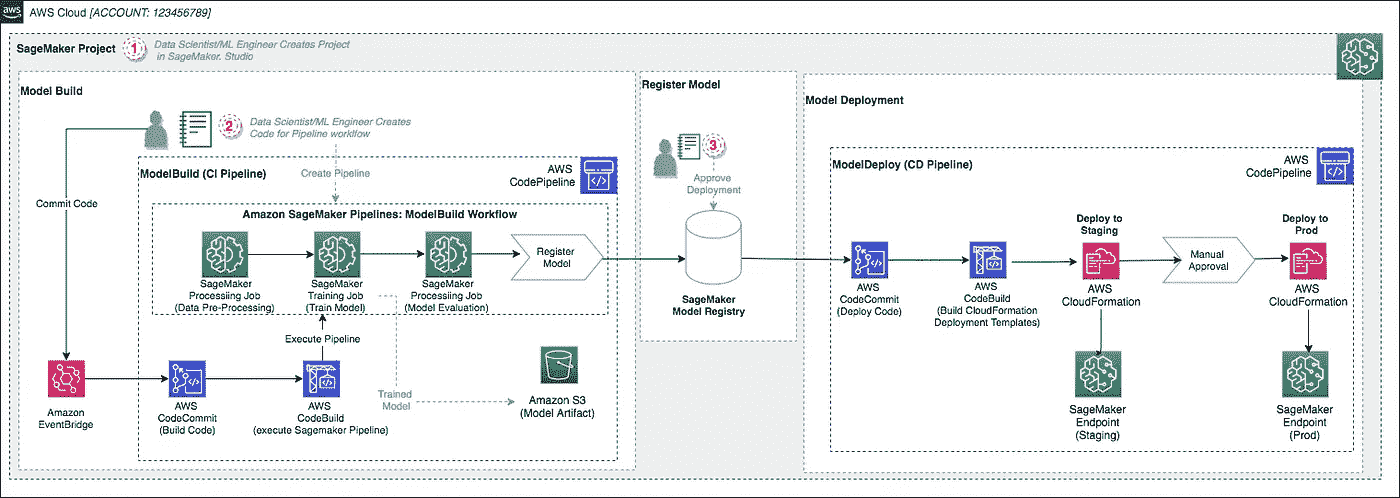 aws
AWS Cloud [ACCOUNT: 123456789]
SageMaker Project
1
Data Scientist/ML Engineer Creates Project
in SageMaker. Studio
Model Build
2
Data Scientist/ML Engineer Creates
Code for Pipeline workflow
Commit Code
ModelBuild (CI Pipeline)
Create Pipeline
AWS
CodePipeline
Amazon SageMaker Pipelines: ModelBuild Workflow
SageMaker
Processiing Job
(Data Pre-Processing)
SageMaker
Training Job
(Train Model)
SageMaker
Processiing Job
(Model Evaluation)
Register
Model
Execute Pipeline
Amazon
EventBridge
AWS
CodeCommit
(Build Code)
AWS
CodeBuild
(execute Sagemaker Pipeline)
Trained
Model
Amazon S3
(Model Artifact)
Register Model
3
Approve
Deployment
SageMaker
Model Registry
Model Deployment
ModelDeploy (CD Pipeline)
AWS
CodePipeline
AWS
CodeCommit
(Deploy Code)
AWS
CodeBuild
(Build CloudFormation
Deployment Templates)
Deploy to
Staging
AWS
CloudFormation
Manual
Approval
Deploy to
Prod
AWS
CloudFormation
SageMaker
Endpoint
(Staging)
SageMaker
Endpoint
(Prod)